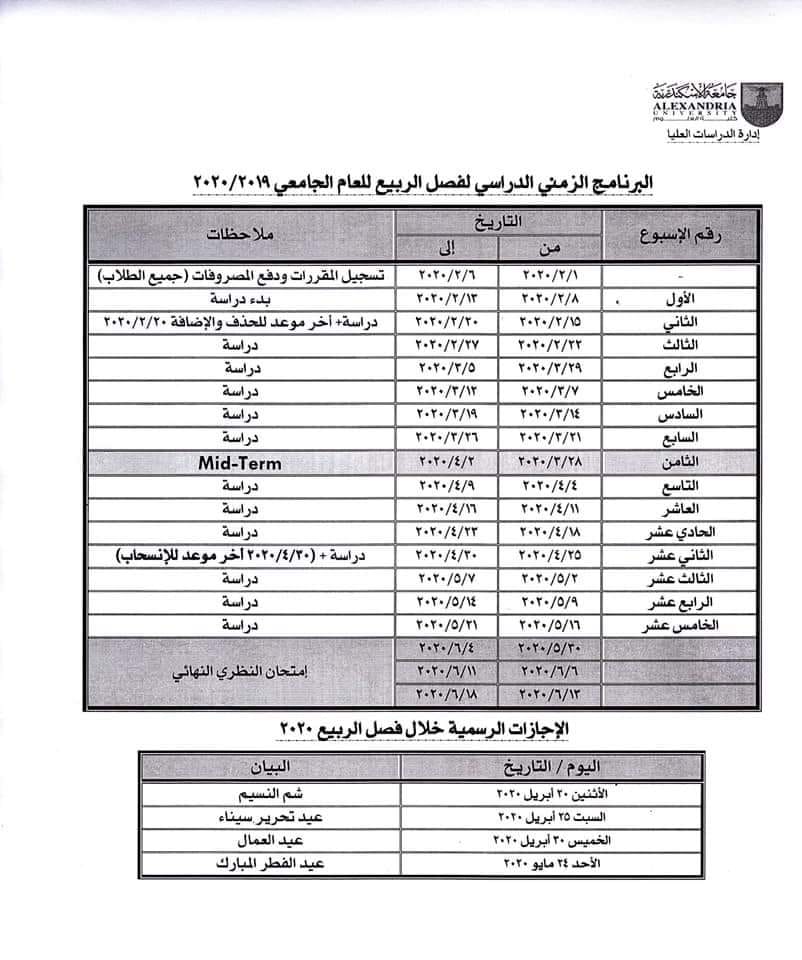 جامعة الإسكندرية
ALEXANDRIA
UNIVERSITY
كلية العلوم
إدارة الدراسات العليا
البرنامج الزمني الدراسي لفصل الربيع للعام الجامعي ٢٠٢٠/٢٠١٩
رقم الإسبوع التاريخ ملاحظات
من إلى
- ٢٠٢٠/٢/١ ٢٠٢٠/٢/٦ تسجيل المقررات ودفع المصروفات (جميع الطلاب)
الأول ٢٠٢٠/٢/٨ ٢٠٢٠/٢/١٣ بدء دراسة
الثاني ٢٠٢٠/٢/١٥ ٢٠٢٠/٢/٢٠ دراسة+ أخر موعد للحذف والإضافة ٢٠٢٠/٢/٢٠
الثالث ٢٠٢٠/٢/٢٢ ٢٠٢٠/٢/٢٧ دراسة
الرابع ٢٠٢٠/٢/٢٩ ٢٠٢٠/٣/٥ دراسة
الخامس ٢٠٢٠/٣/٧ ٢٠٢٠/٣/١٢ دراسة
السادس ٢٠٢٠/٣/١٤ ٢٠٢٠/٣/١٩ دراسة
السابع ٢٠٢٠/٣/٢١ ٢٠٢٠/٣/٢٦ دراسة
الثامن ٢٠٢٠/٣/٢٨ ٢٠٢٠/٤/٢ Mid-Term
التاسع ٢٠٢٠/٤/٤ ٢٠٢٠/٤/٩ دراسة
العاشر ٢٠٢٠/٤/١١ ٢٠٢٠/٤/١٦ دراسة
الحادي عشر ٢٠٢٠/٤/١٨ ٢٠٢٠/٤/٢٣ دراسة
الثاني عشر ٢٠٢٠/٤/٢٥ ٢٠٢٠/٤/٣٠ دراسة + (٢٠٢٠/٤/٣٠ أخر موعد للإنسحاب)
الثالث عشر ٢٠٢٠/٥/٢ ٢٠٢٠/٥/٧ دراسة
الرابع عشر ٢٠٢٠/٥/٩ ٢٠٢٠/٥/١٤ دراسة
الخامس عشر ٢٠٢٠/٥/١٦ ٢٠٢٠/٥/٢١ دراسة
٢٠٢٠/٥/٣٠ ٢٠٢٠/٦/٤
٢٠٢٠/٦/٦ ٢٠٢٠/٦/١١ إمتحان النظري النهائي
٢٠٢٠/٦/١٣ ٢٠٢٠/٦/١٨
الإجازات الرسمية خلال فصل الربيع ٢٠٢٠
اليوم / التاريخ البيان
الأثنين ٢٠ أبريل ٢٠٢٠ شم النسيم
السبت ٢٥ أبريل ٢٠٢٠ عيد تحرير سيناء
الخميس ٣٠ أبريل ٢٠٢٠ عيد العمال
الأحد ٢٤ مايو ٢٠٢٠ عيد الفطر المبارك